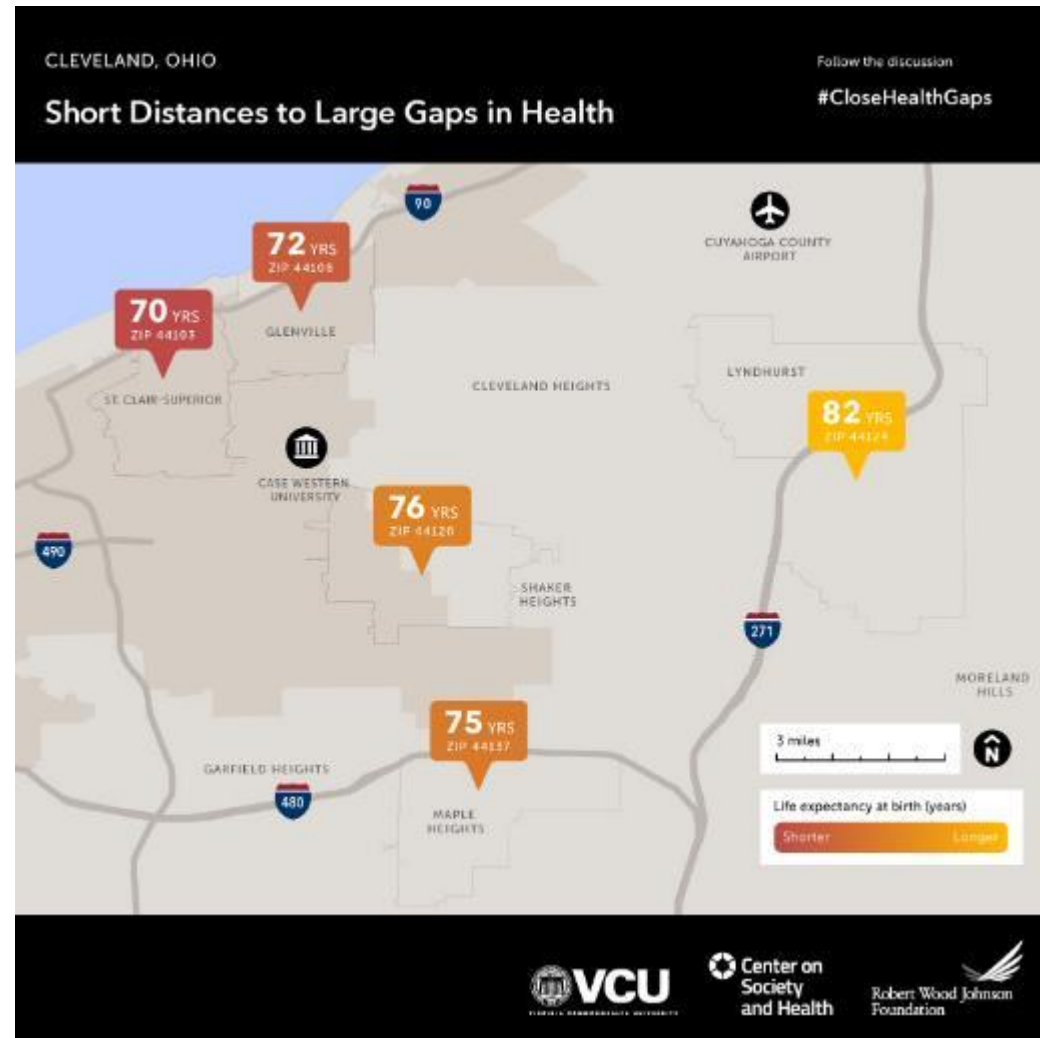 CLEVELAND, OHIO
Short Distances to Large Gaps in Health
Follow the discussion
#CloseHealthGaps
90
72 YRS
ZIP 44108
70 YRS
ZIP 44103
GLENVILLE
ST. CLAIR-SUPERIOR
CUYAHOGA COUNTY
AIRPORT
CLEVELAND HEIGHTS
LYNDHURST
82 YRS
ZIP 44124
CASE WESTERN
UNIVERSITY
76 YRS
ZIP 44120
490
SHAKER
HEIGHTS
271
MORELAND
HILLS
75 YRS
ZIP 44137
GARFIELD HEIGHTS
480
MAPLE
HEIGHTS
3 miles
N
Life expectancy at birth (years)
Shorter
Longer
VCU
VIRGINIA COMMONWEALTH UNIVERSITY
Center on
Society
and Health
Robert Wood Johnson
Foundation